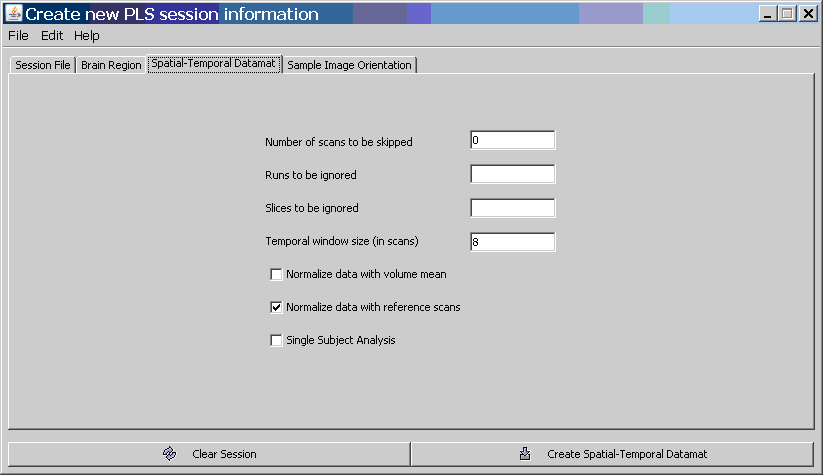 Create new PLS session information
File Edit Help
Session File Brain Region Spatial-Temporal Datamat Sample Image Orientation
Number of scans to be skipped 0
Runs to be ignored
Slices to be ignored
Temporal window size (in scans) 8
Normalize data with volume mean
Normalize data with reference scans
Single Subject Analysis
Clear Session Create Spatial-Temporal Datamat